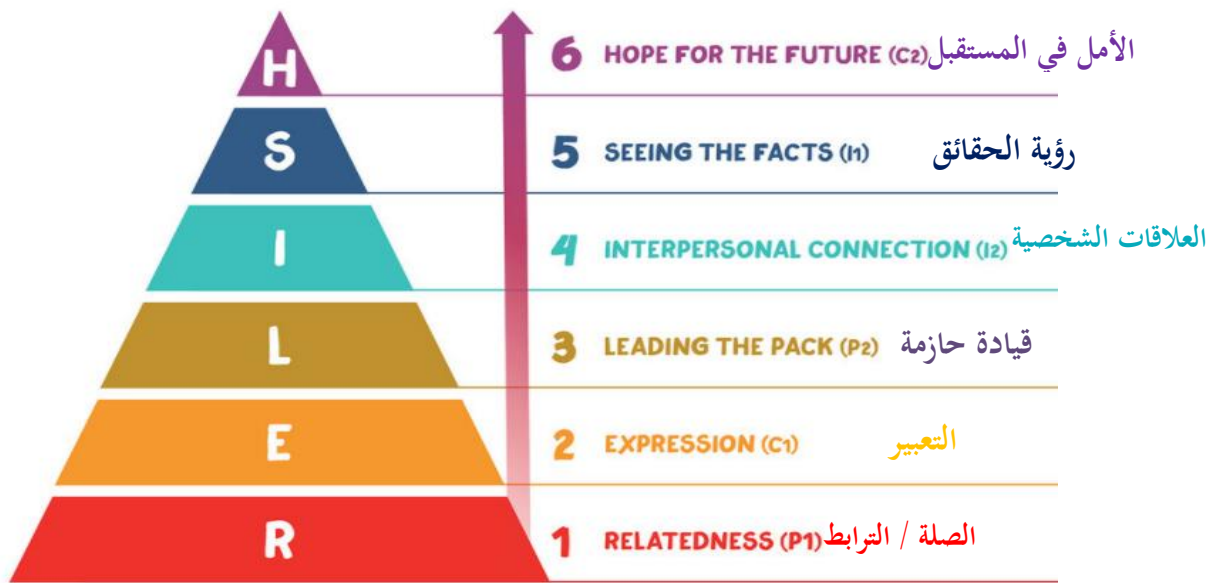 H 6 HOPE FOR THE FUTURE (C2) الأمل في المستقبل
S 5 SEEING THE FACTS (I1) رؤية الحقائق
I 4 INTERPERSONAL CONNECTION (I2) العلاقات الشخصية
L 3 LEADING THE PACK (P2) قيادة حازمة
E 2 EXPRESSION (C1) التعبير
R 1 RELATEDNESS (P1) الصلة / الترابط